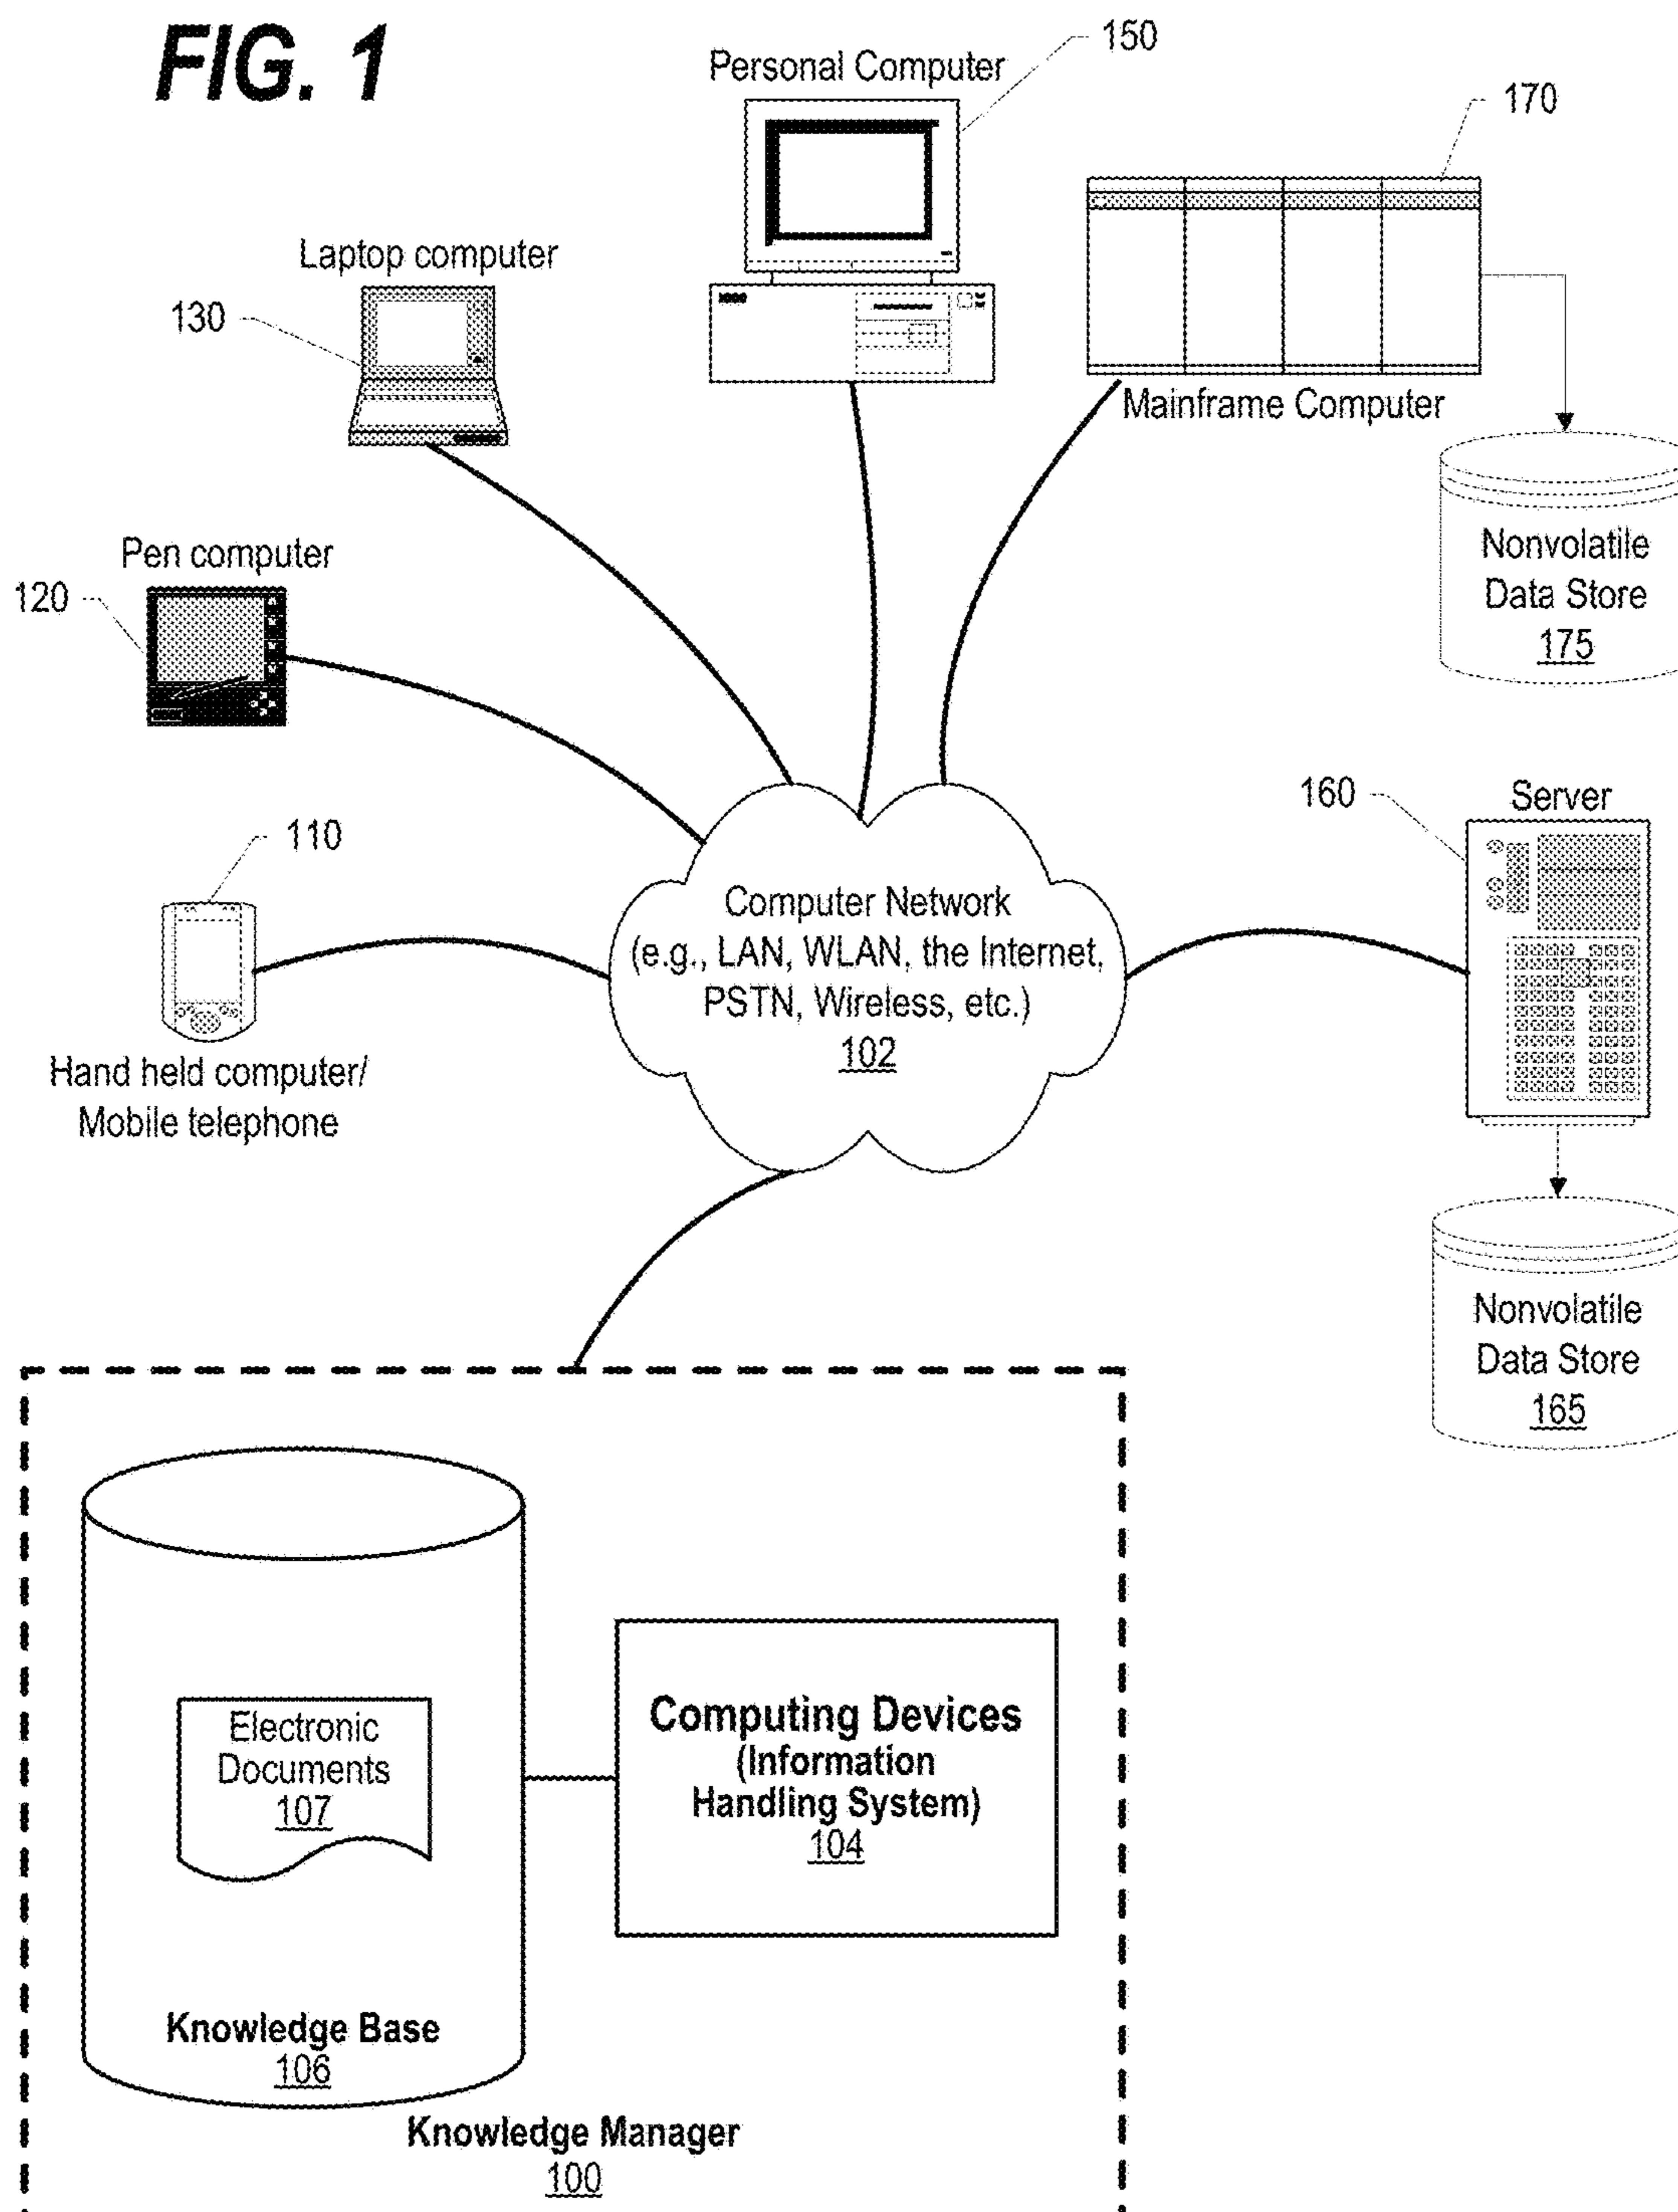 FIG. 1
Personal Computer
150
170
Laptop computer
130
Mainframe Computer
Nonvolatile
Data Store
175
Pen computer
120
160
Server
110
Computer Network
(e.g., LAN, WLAN, the Internet,
PSTN, Wireless, etc.)
102
Hand held computer/
Mobile telephone
Nonvolatile
Data Store
165
Electronic
Documents
107
Computing Devices
(Information
Handling System)
104
Knowledge Base
106
Knowledge Manager
100